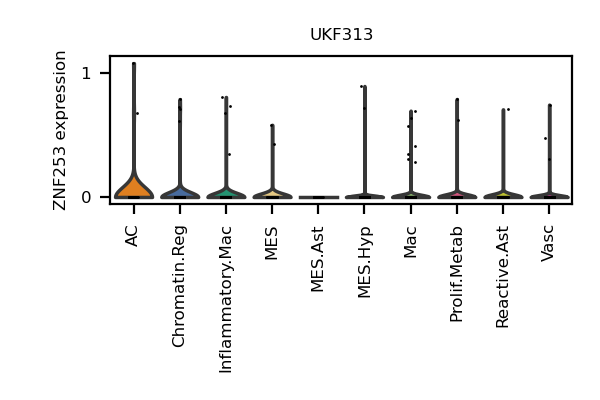 UKF313
ZNF253 expression
1
0
AC
Chromatin.Reg
Inflammatory.Mac
MES
MES.Ast
MES.Hyp
Mac
Prolif.Metab
Reactive.Ast
Vasc